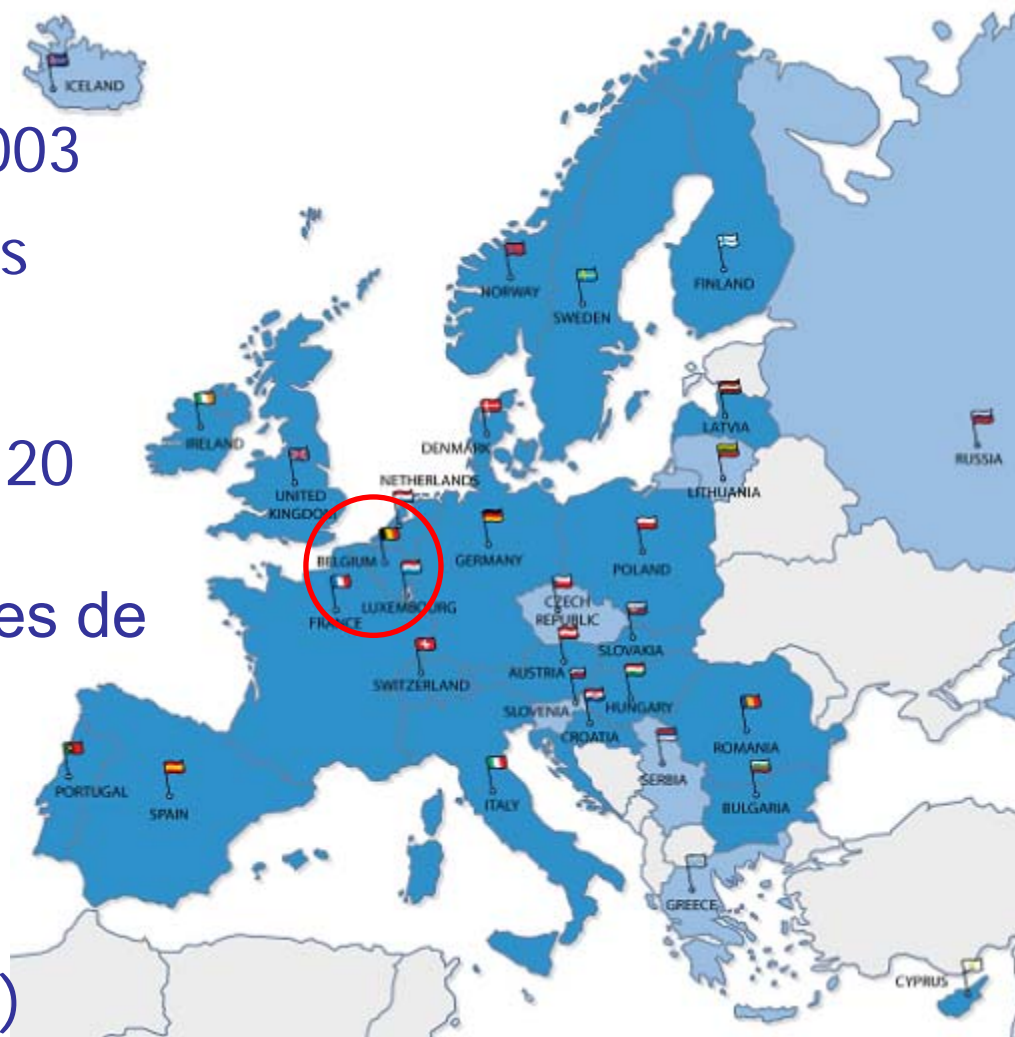 ICELAND
003
s
NORWAY
SWEDEN
FINLAND
IRELAND
UNITED
KINGDOM
DENMARK
NETHERLANDS
LATVIA
LITHUANIA
RUSSIA
20
BELGIUM
GERMANY
POLAND
LUXEMBOURG
FRANCE
CZECH
REPUBLIC
SLOVAKIA
es de
SWITZERLAND
AUSTRIA
SLOVENIA
HUNGARY
CROATIA
ROMANIA
SERBIA
BULGARIA
PORTUGAL
SPAIN
ITALY
GREECE
CYPRUS
)